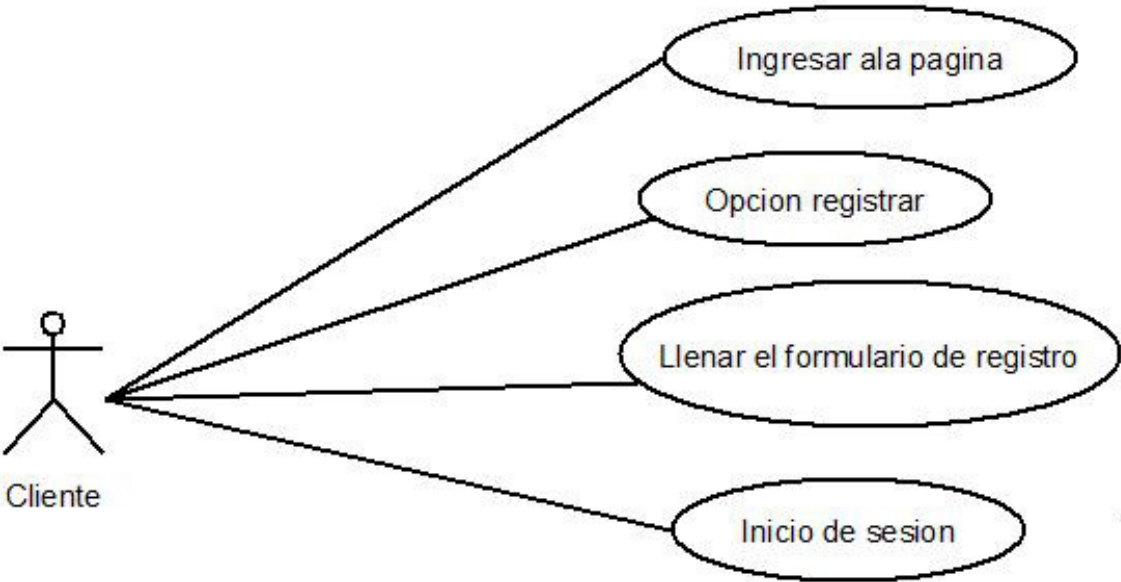 Ingresar ala pagina
Opcion registrar
Llenar el formulario de registro
Cliente
Inicio de sesion